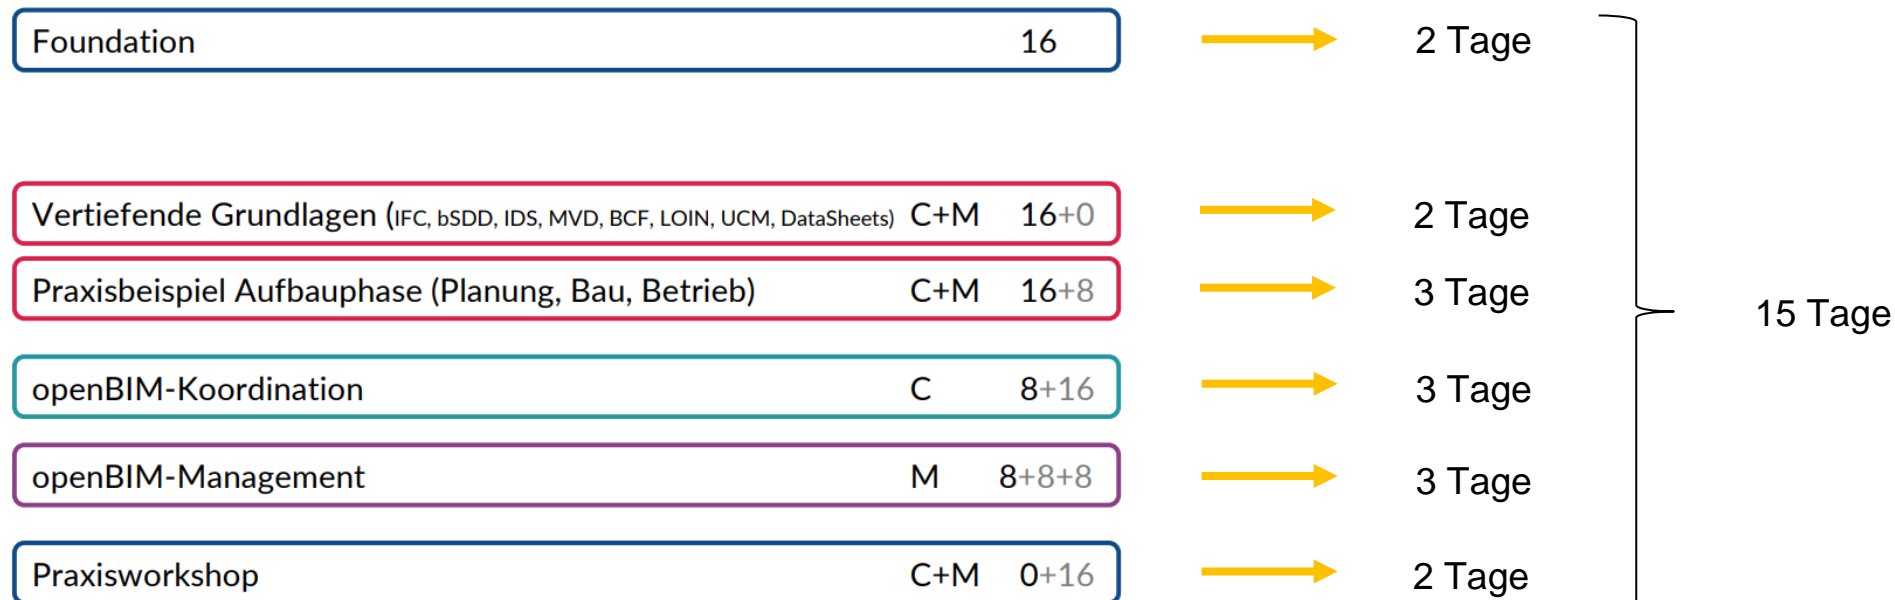 Foundation 16 2 Tage
Vertiefende Grundlagen (IFC, bSDD, IDS, MVD, BCF, LOIN, UCM, DataSheets) C+M 16+0 2 Tage
Praxisbeispiel Aufbauphase (Planung, Bau, Betrieb) C+M 16+8 3 Tage
15 Tage
openBIM-Koordination C 8+16 3 Tage
openBIM-Management M 8+8+8 3 Tage
Praxisworkshop C+M 0+16 2 Tage